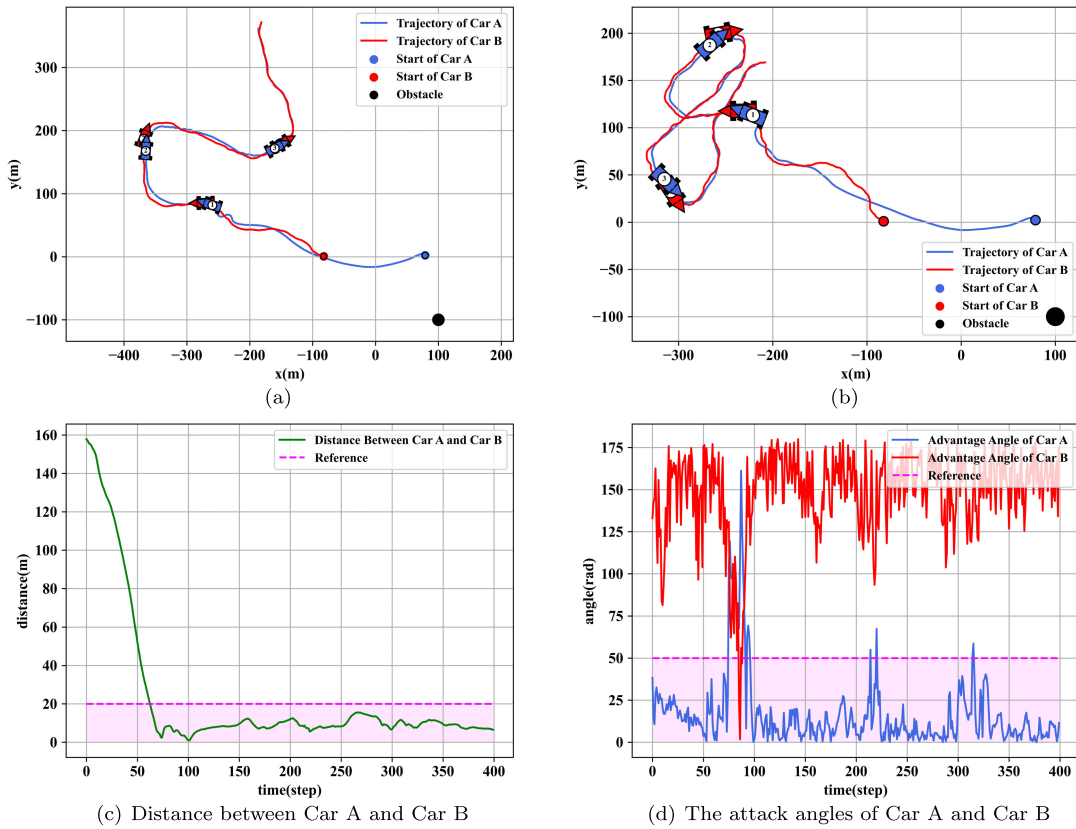 Trajectory of Car A
Trajectory of Car B
Start of Car A
Start of Car B
Obstacle
y(m)
300
200
100
0
−100
1
2
3
−400
−300
−200
−100
0
100
200
x(m)
(a)
200
150
100
50
0
50
−100
y(m)
2
1
3
Trajectory of Car A
Trajectory of Car B
Start of Car A
Start of Car B
Obstacle
−300
−200
−100
0
100
x(m)
(b)
160
140
120
100
80
60
40
20
0
distance(m)
Distance Between Car A and Car B
Reference
0
50
100
150
200
250
300
350
400
time(step)
(c) Distance between Car A and Car B
175
150
125
100
75
50
25
0
angle(rad)
Advantage Angle of Car A
Advantage Angle of Car B
Reference
0
50
100
150
200
250
300
350
400
time(step)
(d) The attack angles of Car A and Car B